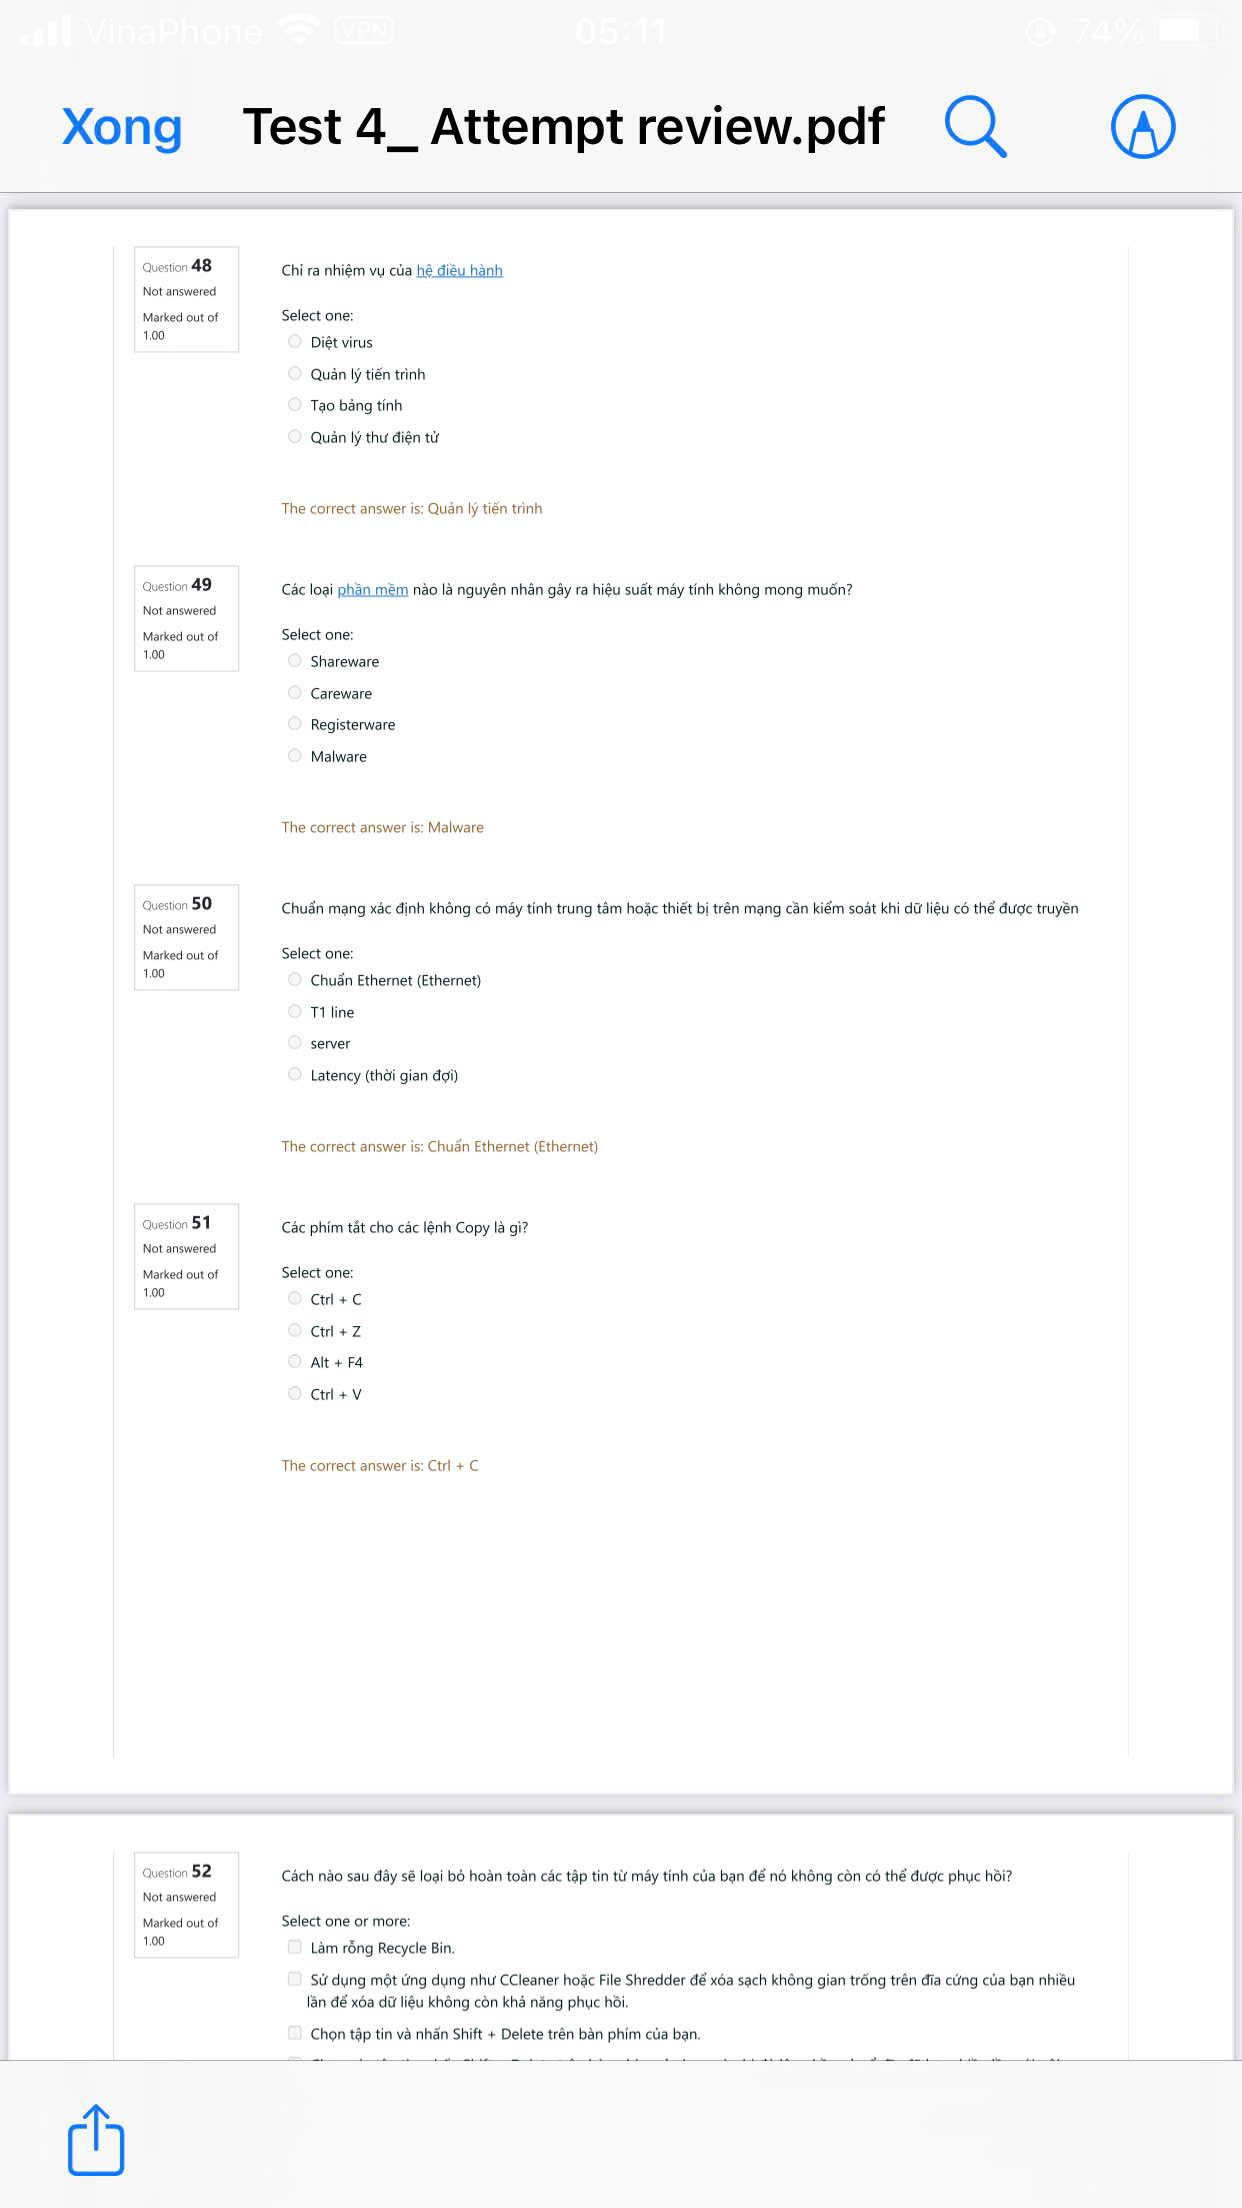 VinaPhone VPN 05:11 74%
Xong Test 4_ Attempt review.pdf
Question 48
Not answered
Marked out of
1.00
Chỉ ra nhiệm vụ của hệ điều hành
Select one:
Diệt virus
Quản lý tiến trình
Tạo bảng tính
Quản lý thư điện tử
The correct answer is: Quản lý tiến trình
Question 49
Not answered
Marked out of
1.00
Các loại phần mềm nào là nguyên nhân gây ra hiệu suất máy tính không mong muốn?
Select one:
Shareware
Careware
Registerware
Malware
The correct answer is: Malware
Question 50
Not answered
Marked out of
1.00
Chuẩn mạng xác định không có máy tính trung tâm hoặc thiết bị trên mạng cần kiểm soát khi dữ liệu có thể được truyền
Select one:
Chuẩn Ethernet (Ethernet)
T1 line
server
Latency (thời gian đợi)
The correct answer is: Chuẩn Ethernet (Ethernet)
Question 51
Not answered
Marked out of
1.00
Các phím tắt cho các lệnh Copy là gì?
Select one:
Ctrl + C
Ctrl + Z
Alt + F4
Ctrl + V
The correct answer is: Ctrl + C
Question 52
Not answered
Marked out of
1.00
Cách nào sau đây sẽ loại bỏ hoàn toàn các tập tin từ máy tính của bạn để nó không còn có thể được phục hồi?
Select one or more:
Làm rỗng Recycle Bin.
Sử dụng một ứng dụng như CCleaner hoặc File Shredder để xóa sạch không gian trống trên đĩa cứng của bạn nhiều
lần để xóa dữ liệu không còn khả năng phục hồi.
Chọn tập tin và nhấn Shift + Delete trên bàn phím của bạn.